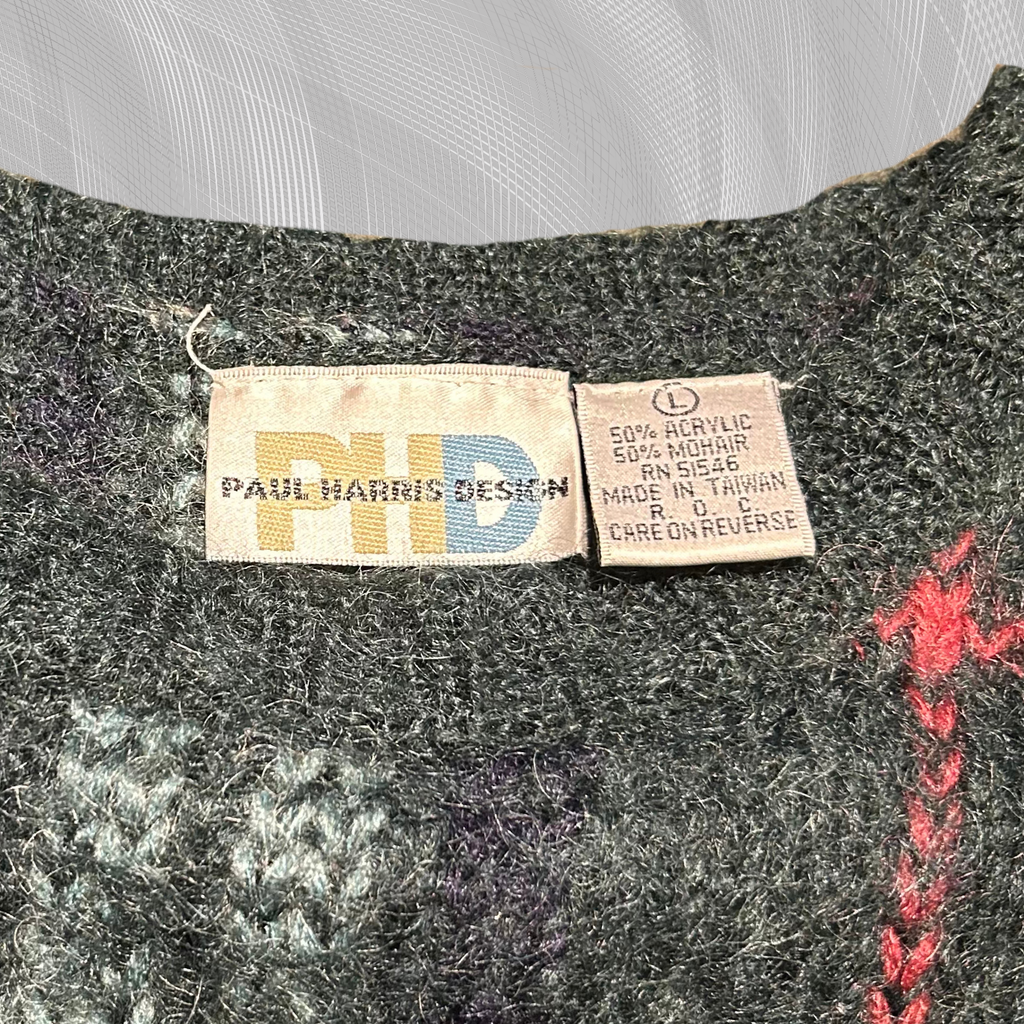 PHD
PAUL HARRIS DESIGN
L
50% ACRYLIC
50% MOHAIR
RN 51546
MADE IN TAIWAN
R. O. C.
CARE ON REVERSE